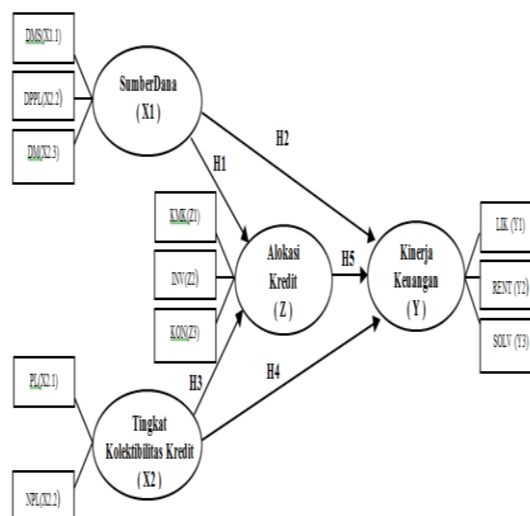 DMS(X1.1)
DPPL(X2.2)
DM(X2.3)
SumberDana
( X1 )
H2
H1
KMK(Z1)
INV(Z2)
KON(Z3)
Alokasi
Kredit
( Z )
H5
Kinerja
Keuangan
( Y )
LIK (Y1)
RENT (Y2)
SOLV (Y3)
H3
H4
PL(X2.1)
NPL(X2.2)
Tingkat
Kolektibilitas Kredit
( X2 )